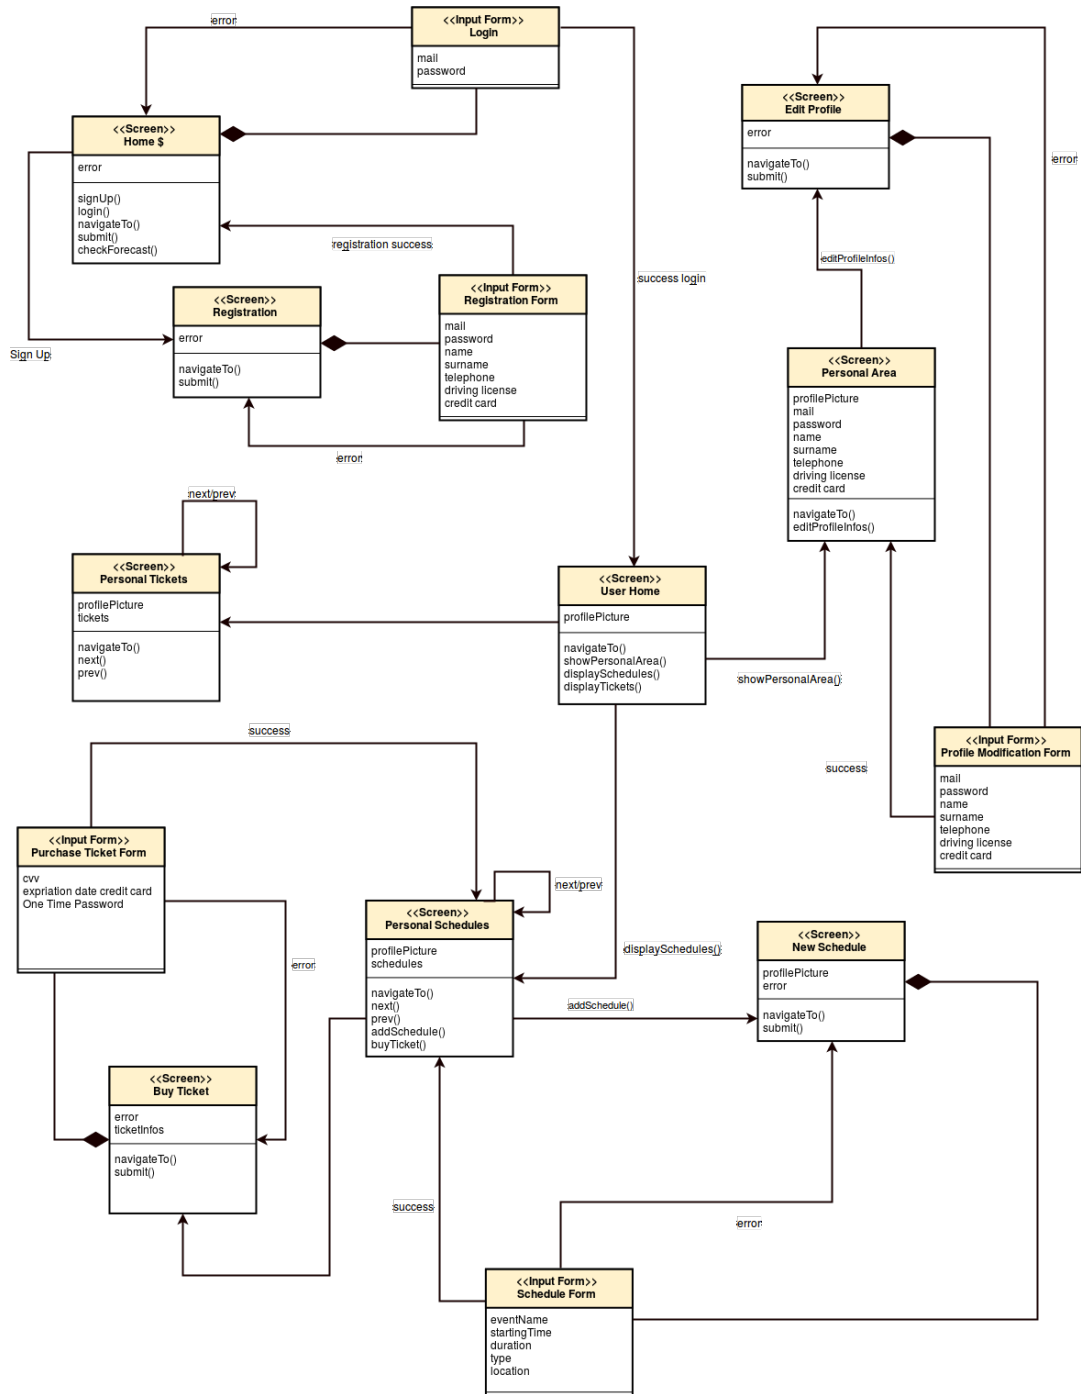 error
<<Input Form>>
Login
mail
password
<<Screen>>
Home $
error
signUp()
login()
navigateTo()
submit()
checkForecast()
<<Screen>>
Edit Profile
error
navigateTo()
submit()
error
registration success
editProfileInfos()
success login
<<Screen>>
Registration
error
navigateTo()
submit()
<<Input Form>>
Registration Form
mail
password
name
surname
telephone
driving license
credit card
Sign Up
error
<<Screen>>
Personal Area
profilePicture
mail
password
name
surname
telephone
driving license
credit card
navigateTo()
editProfileInfos()
next/prev
<<Screen>>
Personal Tickets
profilePicture
tickets
navigateTo()
next()
prev()
<<Screen>>
User Home
profilePicture
navigateTo()
showPersonalArea()
displaySchedules()
displayTickets()
showPersonalArea()
success
<<Input Form>>
Profile Modification Form
mail
password
name
surname
telephone
driving license
credit card
success
<<Input Form>>
Purchase Ticket Form
cvv
expriation date credit card
One Time Password
error
next/prev
<<Screen>>
Personal Schedules
profilePicture
schedules
navigateTo()
next()
prev()
addSchedule()
buyTicket()
displaySchedules()
addSchedule()
<<Screen>>
New Schedule
profilePicture
error
navigateTo()
submit()
<<Screen>>
Buy Ticket
error
ticketInfos
navigateTo()
submit()
success
error
<<Input Form>>
Schedule Form
eventName
startingTime
duration
type
location